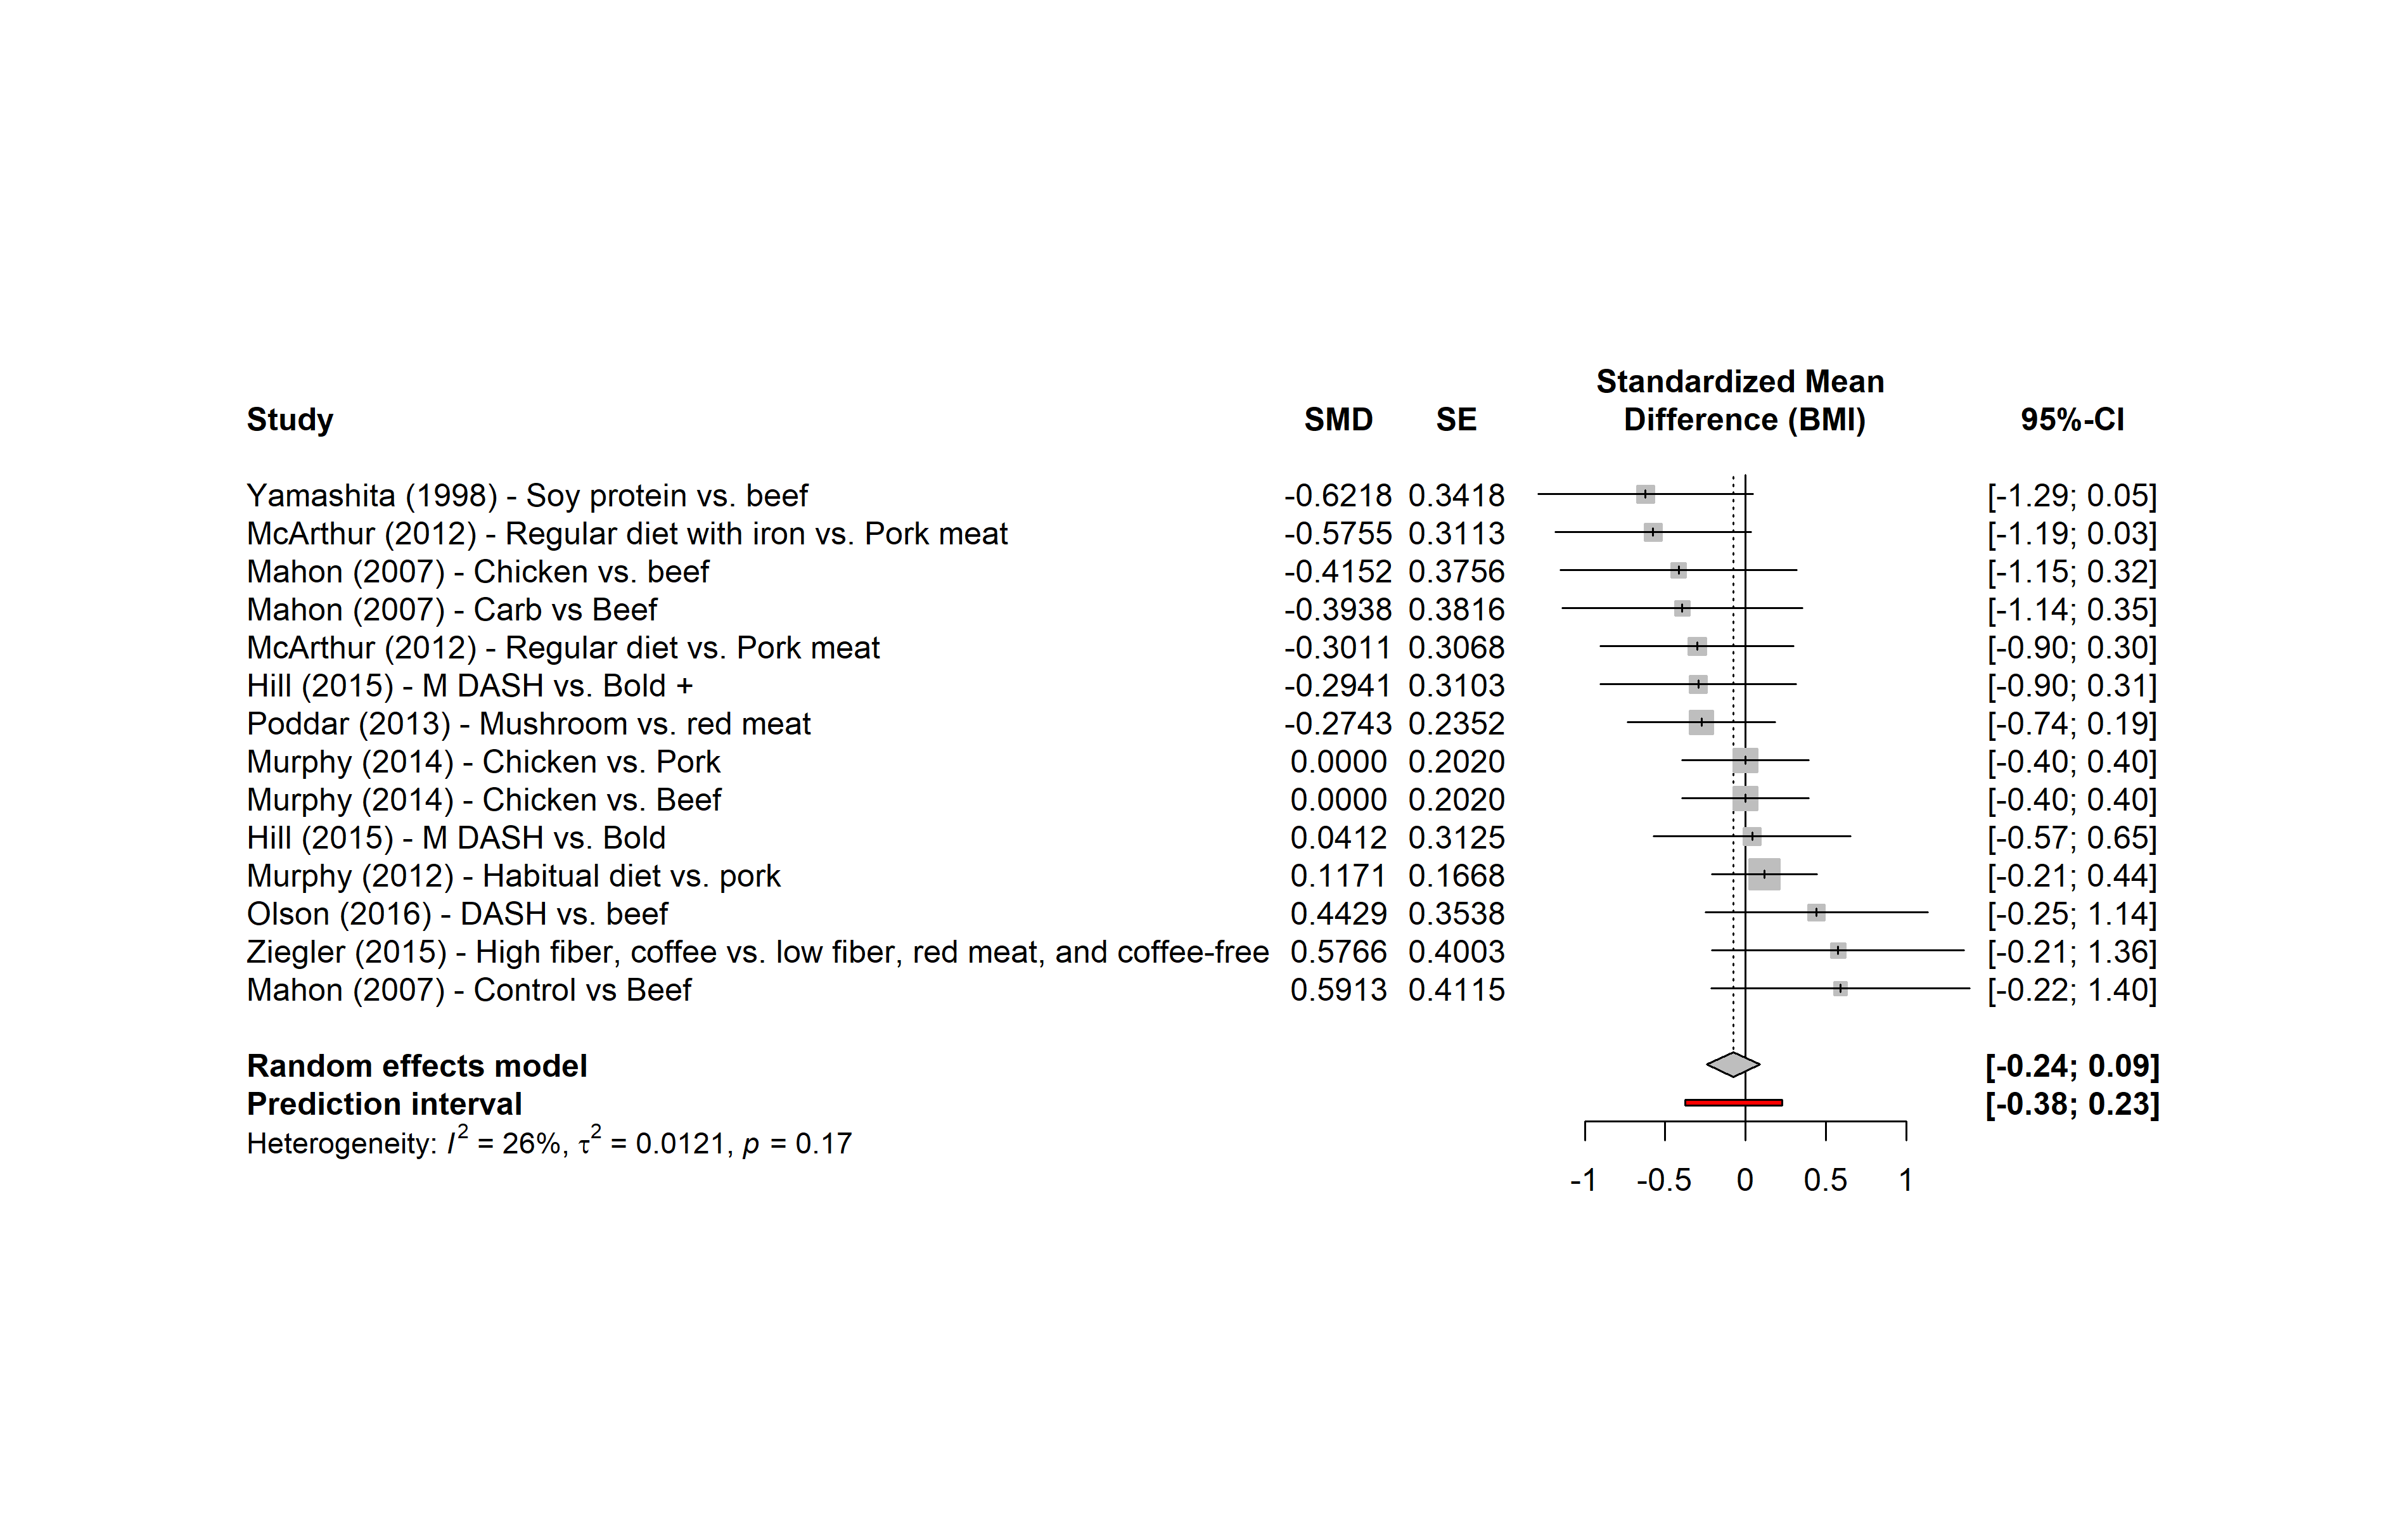 Standardized Mean
Study SMD SE Difference (BMI) 95%-CI
Yamashita (1998) - Soy protein vs. beef -0.6218 0.3418 [-1.29; 0.05]
McArthur (2012) - Regular diet with iron vs. Pork meat -0.5755 0.3113 [-1.19; 0.03]
Mahon (2007) - Chicken vs. beef -0.4152 0.3756 [-1.15; 0.32]
Mahon (2007) - Carb vs Beef -0.3938 0.3816 [-1.14; 0.35]
McArthur (2012) - Regular diet vs. Pork meat -0.3011 0.3068 [-0.90; 0.30]
Hill (2015) - M DASH vs. Bold + -0.2941 0.3103 [-0.90; 0.31]
Poddar (2013) - Mushroom vs. red meat -0.2743 0.2352 [-0.74; 0.19]
Murphy (2014) - Chicken vs. Pork 0.0000 0.2020 [-0.40; 0.40]
Murphy (2014) - Chicken vs. Beef 0.0000 0.2020 [-0.40; 0.40]
Hill (2015) - M DASH vs. Bold 0.0412 0.3125 [-0.57; 0.65]
Murphy (2012) - Habitual diet vs. pork 0.1171 0.1668 [-0.21; 0.44]
Olson (2016) - DASH vs. beef 0.4429 0.3538 [-0.25; 1.14]
Ziegler (2015) - High fiber, coffee vs. low fiber, red meat, and coffee-free 0.5766 0.4003 [-0.21; 1.36]
Mahon (2007) - Control vs Beef 0.5913 0.4115 [-0.22; 1.40]
Random effects model [-0.24; 0.09]
Prediction interval [-0.38; 0.23]
Heterogeneity: I² = 26%, τ² = 0.0121, p = 0.17
-1 -0.5 0 0.5 1